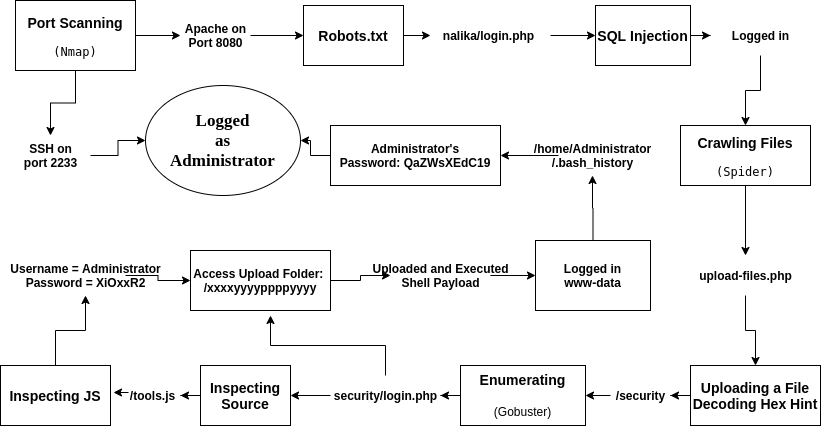 Port Scanning
(Nmap)
Apache on
Port 8080
Robots.txt
nalika/login.php
SQL Injection
Logged in
SSH on
port 2233
Logged
as
Administrator
Administrator's
Password: QaZWsXEdC19
/home/Administrator
/.bash_history
Crawling Files
(Spider)
Username = Administrator
Password = XiOxxR2
Access Upload Folder:
/xxxxyyyyppppyyyy
Uploaded and Executed
Shell Payload
Logged in
www-data
upload-files.php
Inspecting JS
/tools.js
Inspecting
Source
security/login.php
Enumerating
(Gobuster)
/security
Uploading a File
Decoding Hex Hint